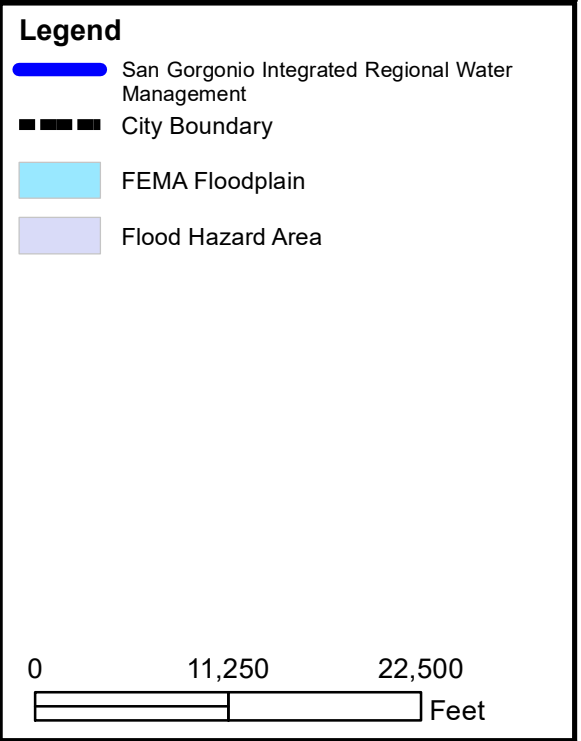 Legend
San Gorgonio Integrated Regional Water
Management
City Boundary
FEMA Floodplain
Flood Hazard Area
0 11,250 22,500
Feet